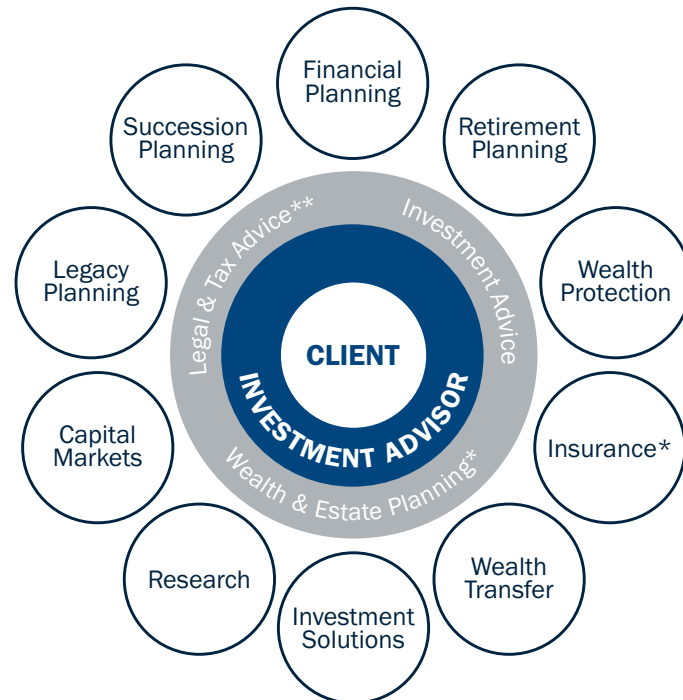 Financial
Planning
Retirement
Planning
Wealth
Protection
Insurance*
Wealth
Transfer
Investment
Solutions
Research
Capital
Markets
Legacy
Planning
Succession
Planning
Legal & Tax Advice**
Investment Advice
Wealth & Estate Planning*
CLIENT
INVESTMENT ADVISOR